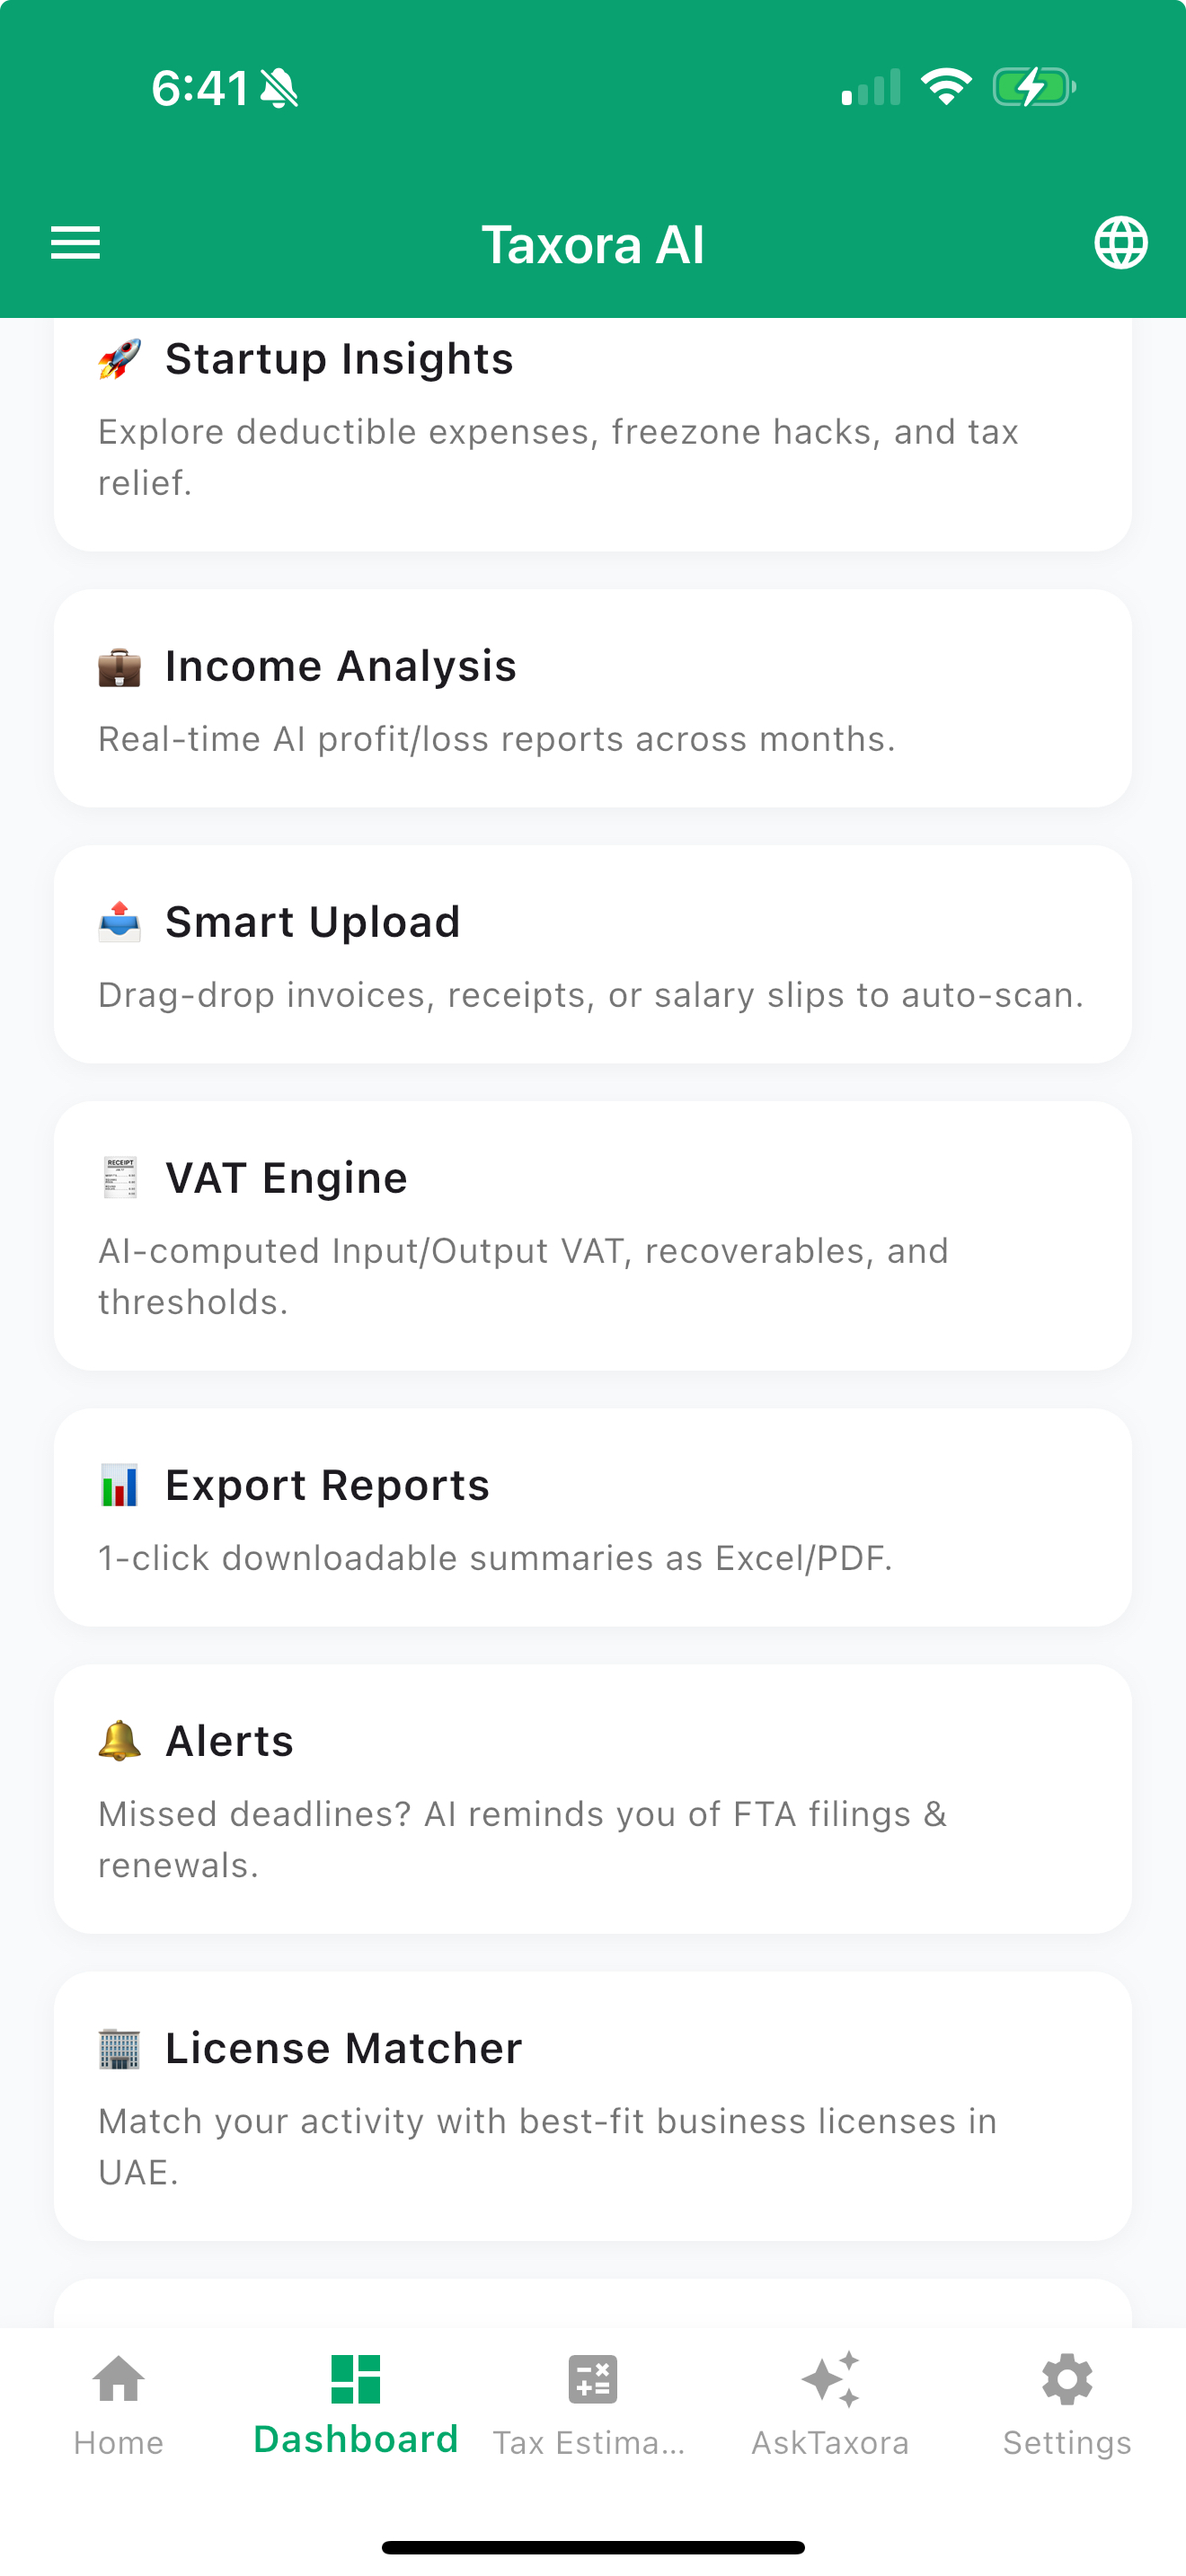 6:41
Taxora AI
Startup Insights
Explore deductible expenses, freezone hacks, and tax
relief.
Income Analysis
Real-time AI profit/loss reports across months.
Smart Upload
Drag-drop invoices, receipts, or salary slips to auto-scan.
RECEIPT
VAT Engine
AI-computed Input/Output VAT, recoverables, and
thresholds.
Export Reports
1-click downloadable summaries as Excel/PDF.
Alerts
Missed deadlines? AI reminds you of FTA filings &
renewals.
License Matcher
Match your activity with best-fit business licenses in
UAE.
Home
Dashboard
Tax Estima...
AskTaxora
Settings